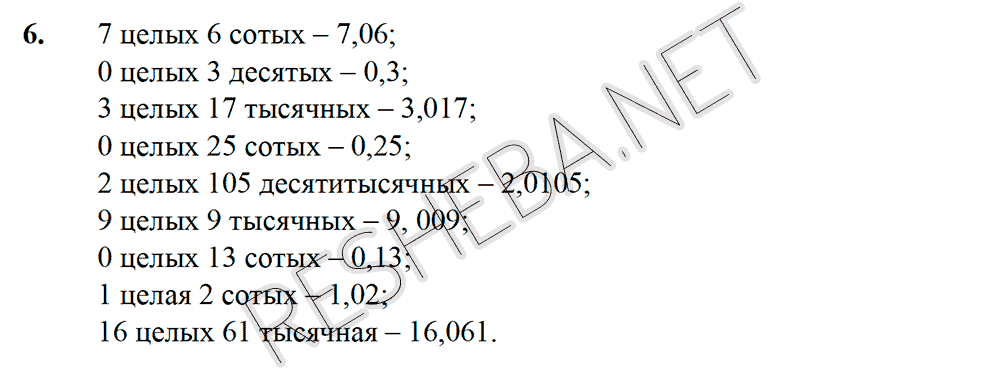 6. 7 целых 6 сотых – 7,06;
0 целых 3 десятых – 0,3;
3 целых 17 тысячных – 3,017;
0 целых 25 сотых – 0,25;
2 целых 105 десятитысячных – 2,0105;
9 целых 9 тысячных – 9, 009;
0 целых 13 сотых – 0,13;
1 целая 2 сотых – 1,02;
16 целых 61 тысячная – 16,061.
RESHEBA.NET